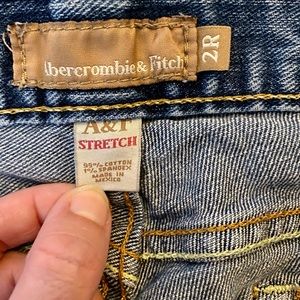 Abercrombie & Fitch
2R
A&F
STRETCH
99% COTTON
1% SPANDEX
MADE IN
MEXICO